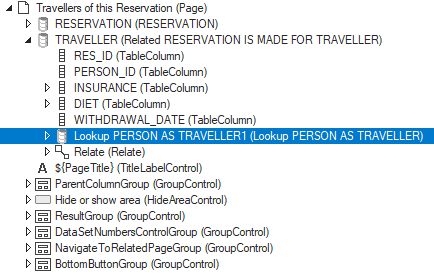 Travellers of this Reservation (Page)
RESERVATION (RESERVATION)
TRAVELLER (Related RESERVATION IS MADE FOR TRAVELLER)
RES_ID (TableColumn)
PERSON_ID (TableColumn)
INSURANCE (TableColumn)
DIET (TableColumn)
WITHDRAWAL_DATE (TableColumn)
Lookup PERSON AS TRAVELLER1 (Lookup PERSON AS TRAVELLER)
Relate (Relate)
A ${PageTitle} (TitleLabelControl)
ParentColumnGroup (GroupControl)
Hide or show area (HideAreaControl)
ResultGroup (GroupControl)
DataSetNumbersControlGroup (GroupControl)
NavigateToRelatedPageGroup (GroupControl)
BottomButtonGroup (GroupControl)